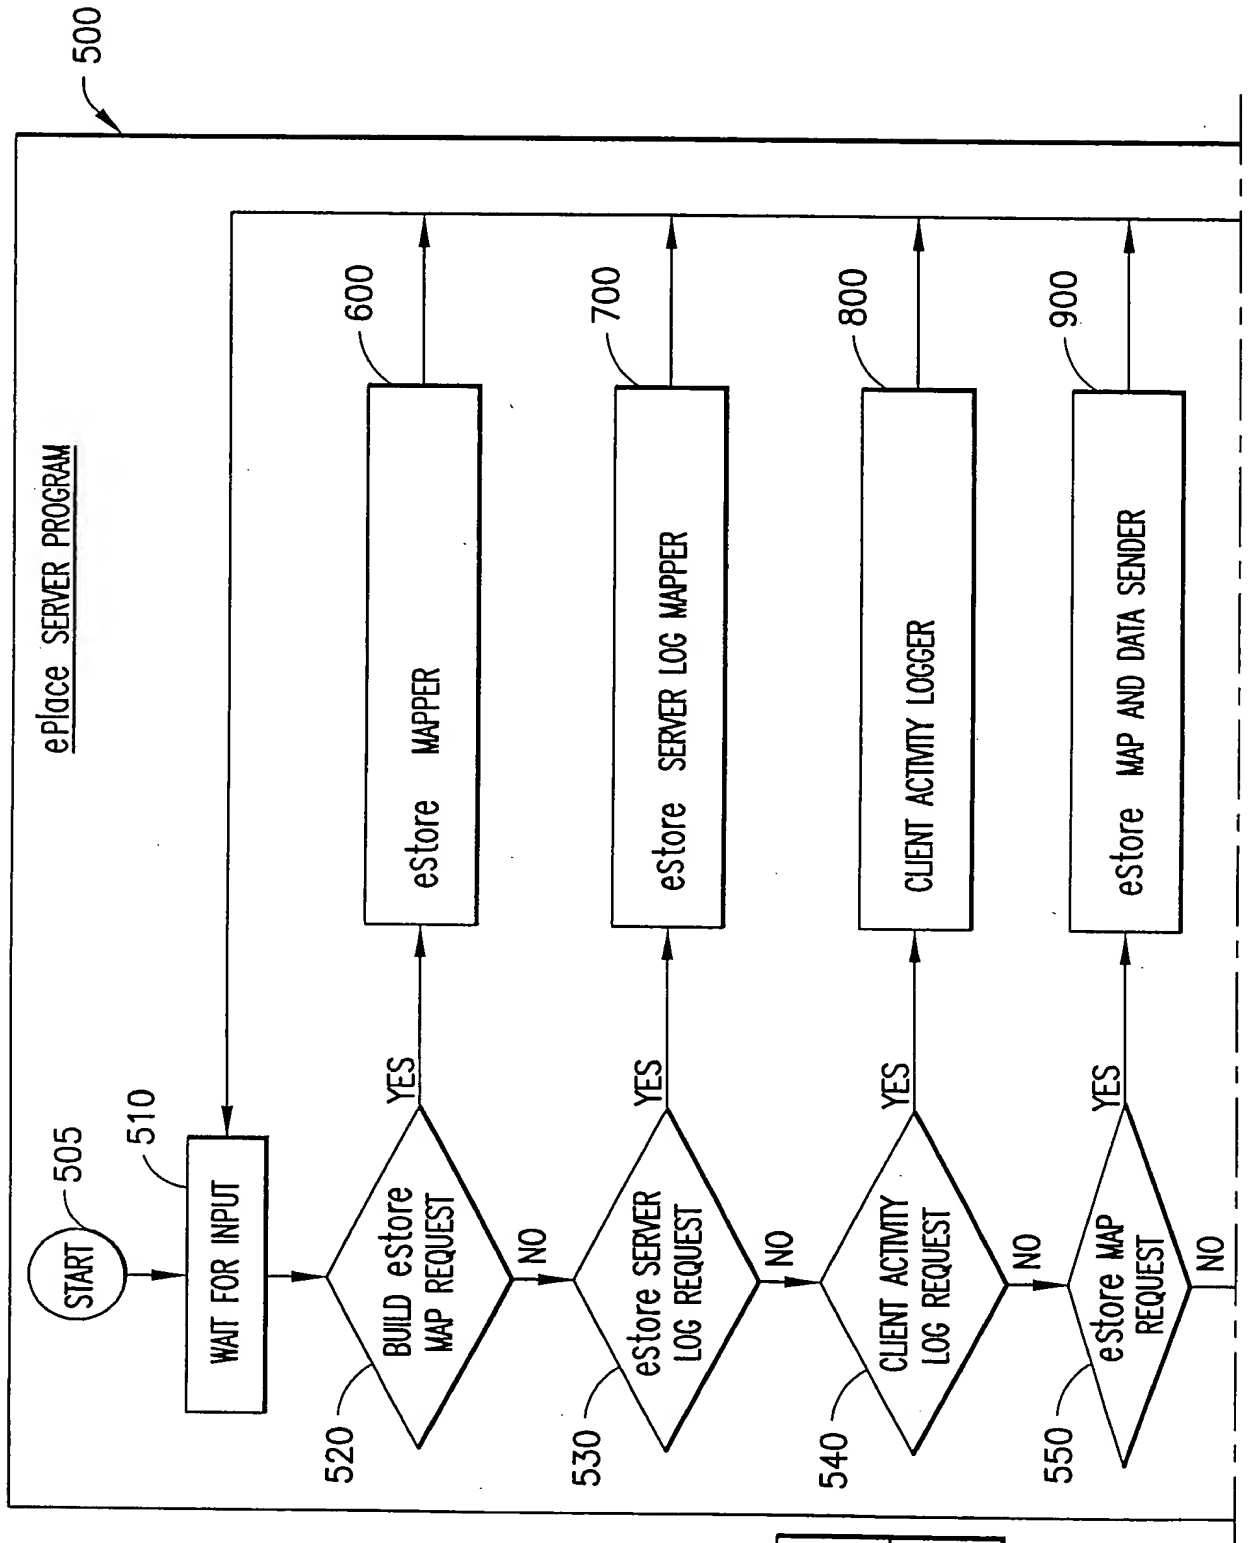 ePlace SERVER PROGRAM
500
START
505
WAIT FOR INPUT
510
BUILD estore
MAP REQUEST
520
YES
NO
eStore MAPPER
600
eStore SERVER
LOG REQUEST
530
YES
NO
eStore SERVER LOG MAPPER
700
CLIENT ACTIVITY
LOG REQUEST
540
YES
NO
CLIENT ACTIVITY LOGGER
800
eStore MAP
REQUEST
550
YES
NO
eStore MAP AND DATA SENDER
900